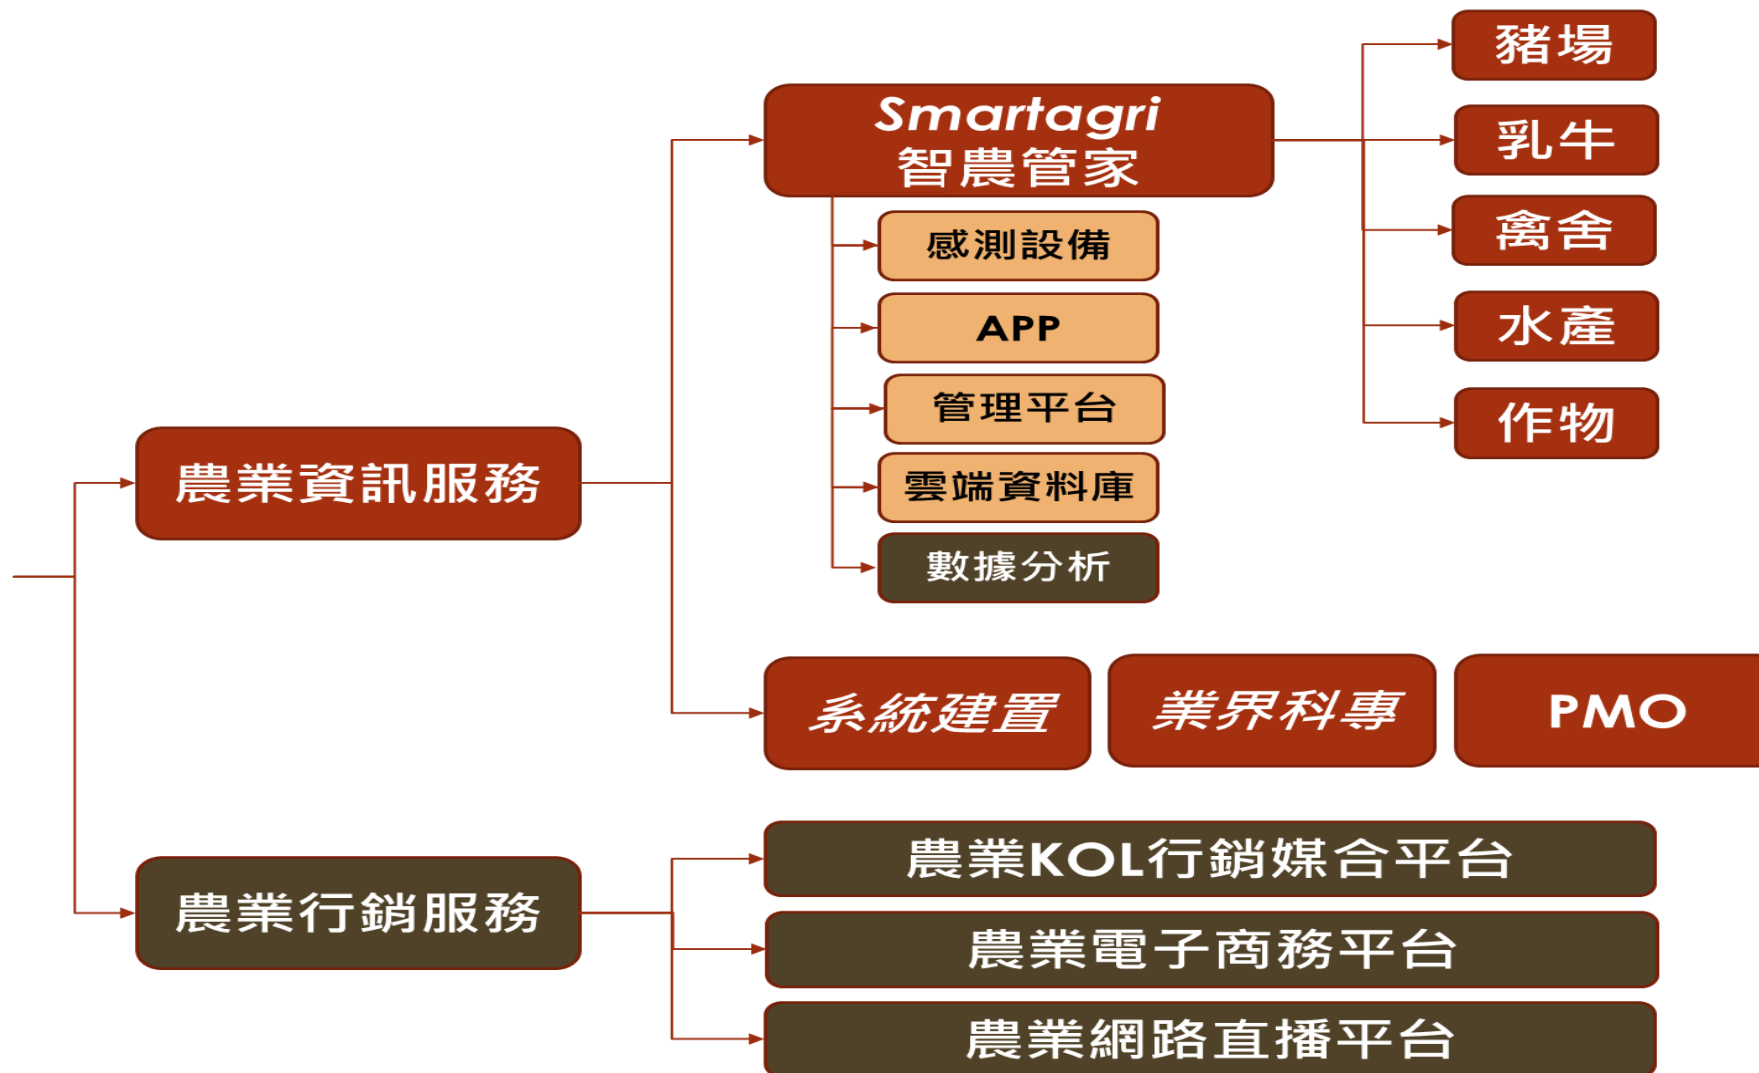 農業資訊服務
Smartagri
智農管家
感測設備
APP
管理平台
雲端資料庫
數據分析
豬場
乳牛
禽舍
水產
作物
系統建置
業界科專
PMO
農業行銷服務
農業KOL行銷媒合平台
農業電子商務平台
農業網路直播平台